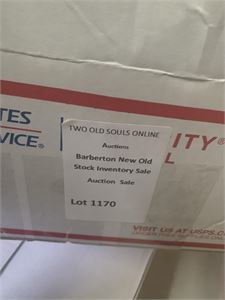 TES
VICE®
ITY®
L
TWO OLD SOULS ONLINE
Auctions
Barberton New Old
Stock Inventory Sale
Auction Sale
Lot 1170
VISIT US AT USPS.C